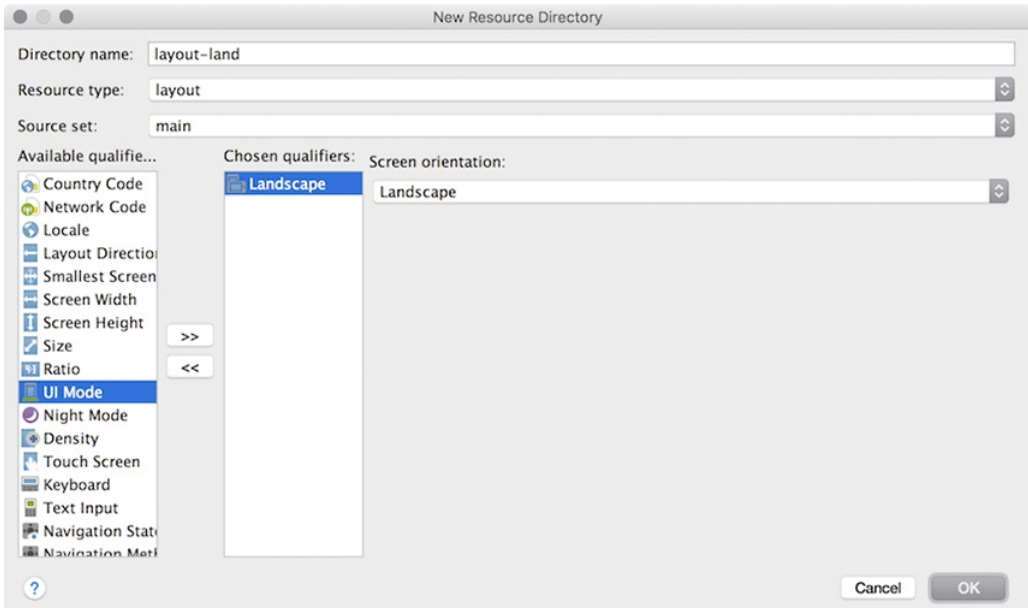 New Resource Directory
Directory name: layout-land
Resource type: layout
Source set: main
Available qualifie...
Chosen qualifiers:
Screen orientation:
Country Code
Network Code
Locale
Layout Directio
Smallest Screen
Screen Width
Screen Height
Size
Ratio
UI Mode
Night Mode
Density
Touch Screen
Keyboard
Text Input
Navigation Stat
Navigation Met
>>
<<
Landscape
Landscape
?
Cancel
OK